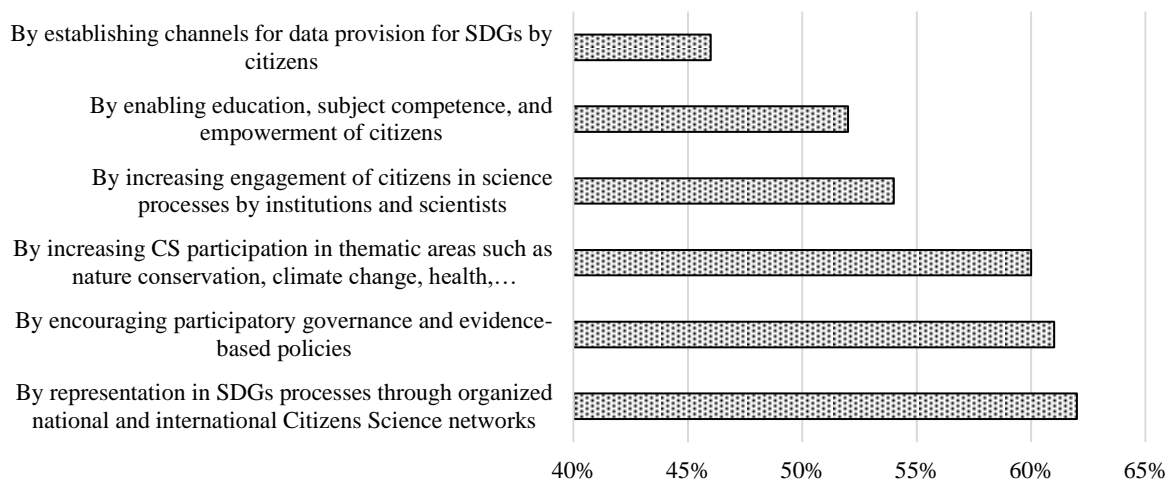 By establishing channels for data provision for SDGs by
citizens
By enabling education, subject competence, and
empowerment of citizens
By increasing engagement of citizens in science
processes by institutions and scientists
By increasing CS participation in thematic areas such as
nature conservation, climate change, health,…
By encouraging participatory governance and evidence-
based policies
By representation in SDGs processes through organized
national and international Citizens Science networks
40% 45% 50% 55% 60% 65%